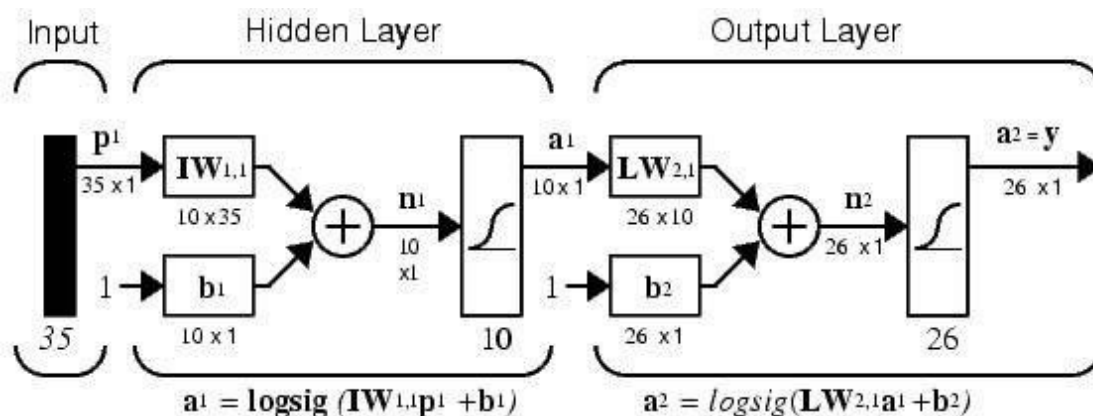 Input Hidden Layer Output Layer
p1 a1 a2 = y
35 x 1 IW1,1 10 x 1 LW2,1 26 x 1
10 x 35 n1 26 x 10 n2
10 x1 26 x 1
1 b1 1 b2
35 10 x 1 10 26 x 1 26
a1 = logsig (IW1,1p1 +b1) a2 = logsig(LW2,1a1+b2)